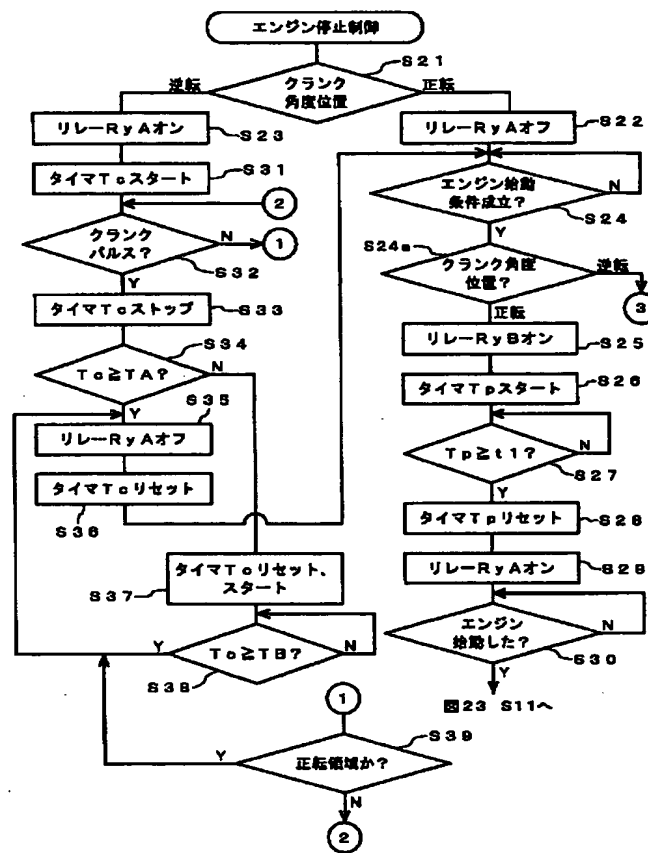 エンジン停止制御
S21
クランク
角度位置
逆転
正転
リレーRyAオン
S23
タイマTcスタート
S31
2
クランク
パルス?
N
1
S32
Y
タイマTcストップ
S33
S34
Tc≧TA?
N
Y
S35
リレーRyAオフ
タイマTcリセット
S36
タイマTcリセット、
スタート
S37
Tc≧TB?
Y
N
S38
1
S39
正転領域か?
Y
N
2
リレーRyAオフ
S22
エンジン始動
条件成立?
N
S24
Y
S24a
クランク角度
位置?
逆転
3
正転
リレーRyBオン
S25
タイマTpスタート
S26
Tp≧t1?
N
S27
Y
タイマTpリセット
S28
リレーRyAオン
S29
エンジン
始動した?
N
S30
Y
図23 S11へ